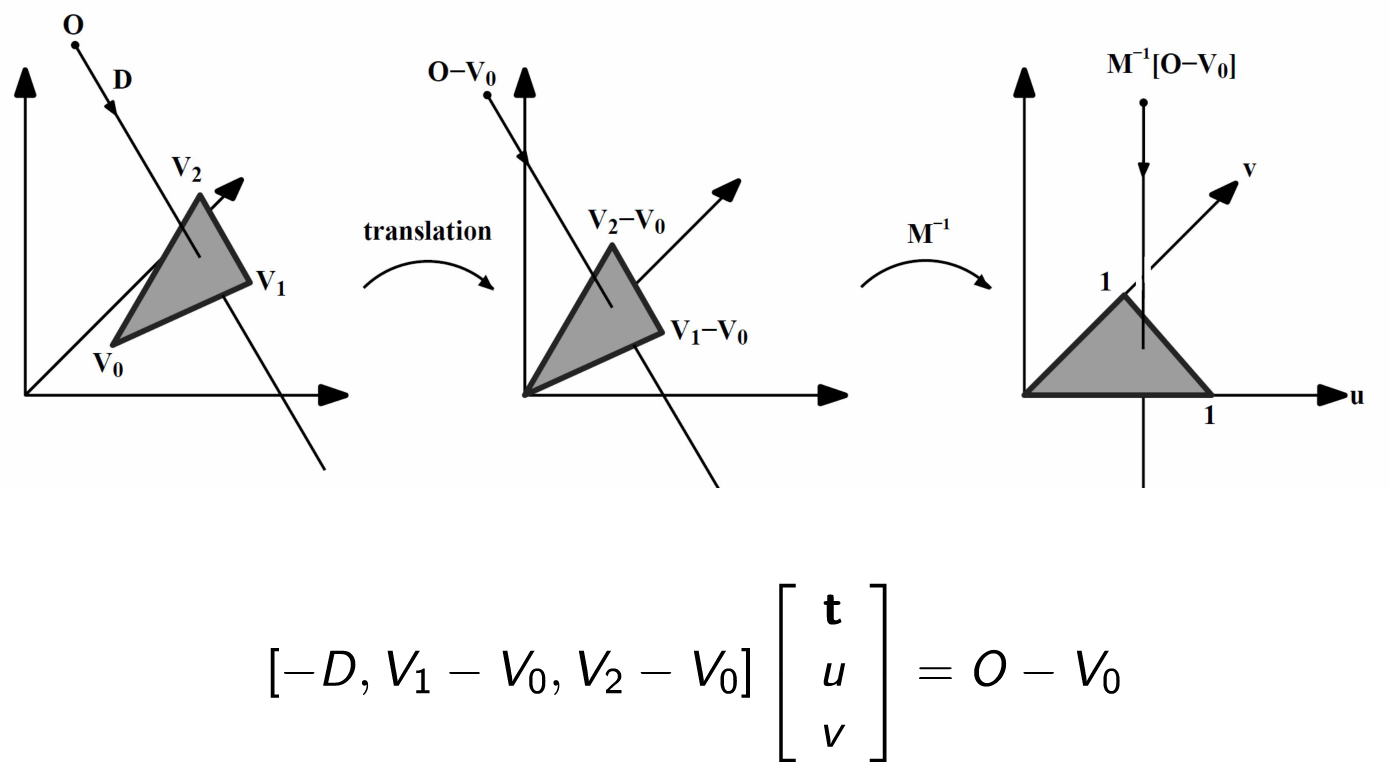 O
D
V₂
V₁
V₀
translation
O−V₀
V₂−V₀
V₁−V₀
M⁻¹
M⁻¹[O−V₀]
v
1
1
u
[−D, V₁ − V₀, V₂ − V₀] [t u v] = O − V₀